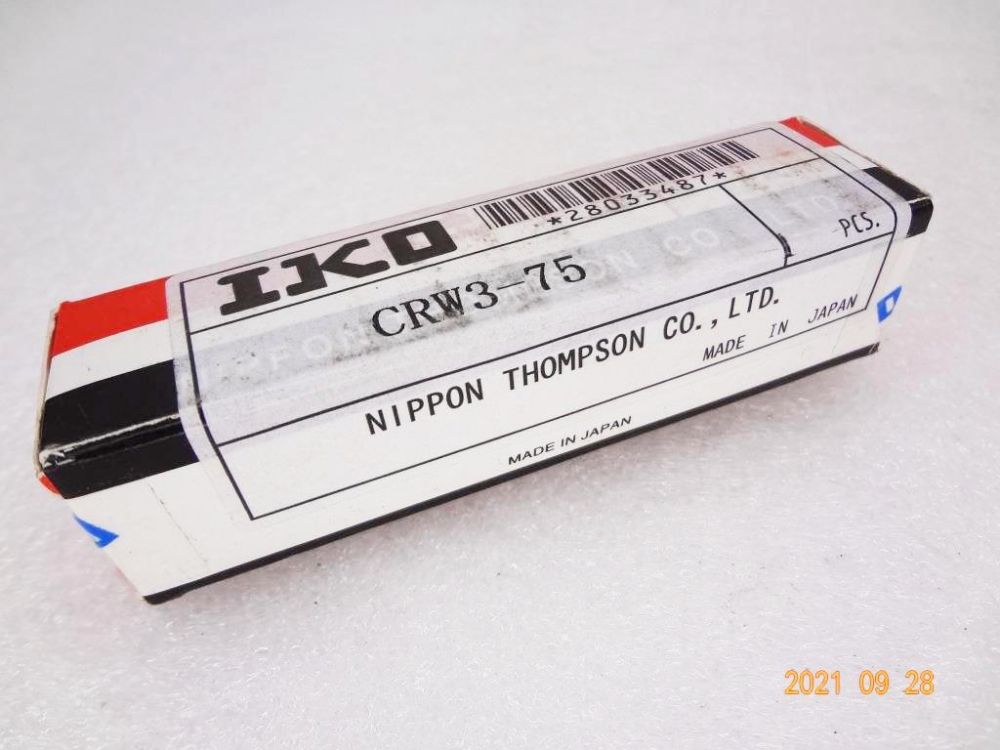 IKO
*28033487*
CRW3-75
PCS.
NIPPON THOMPSON CO.,LTD.
MADE IN JAPAN
MADE IN JAPAN
2021 09 28